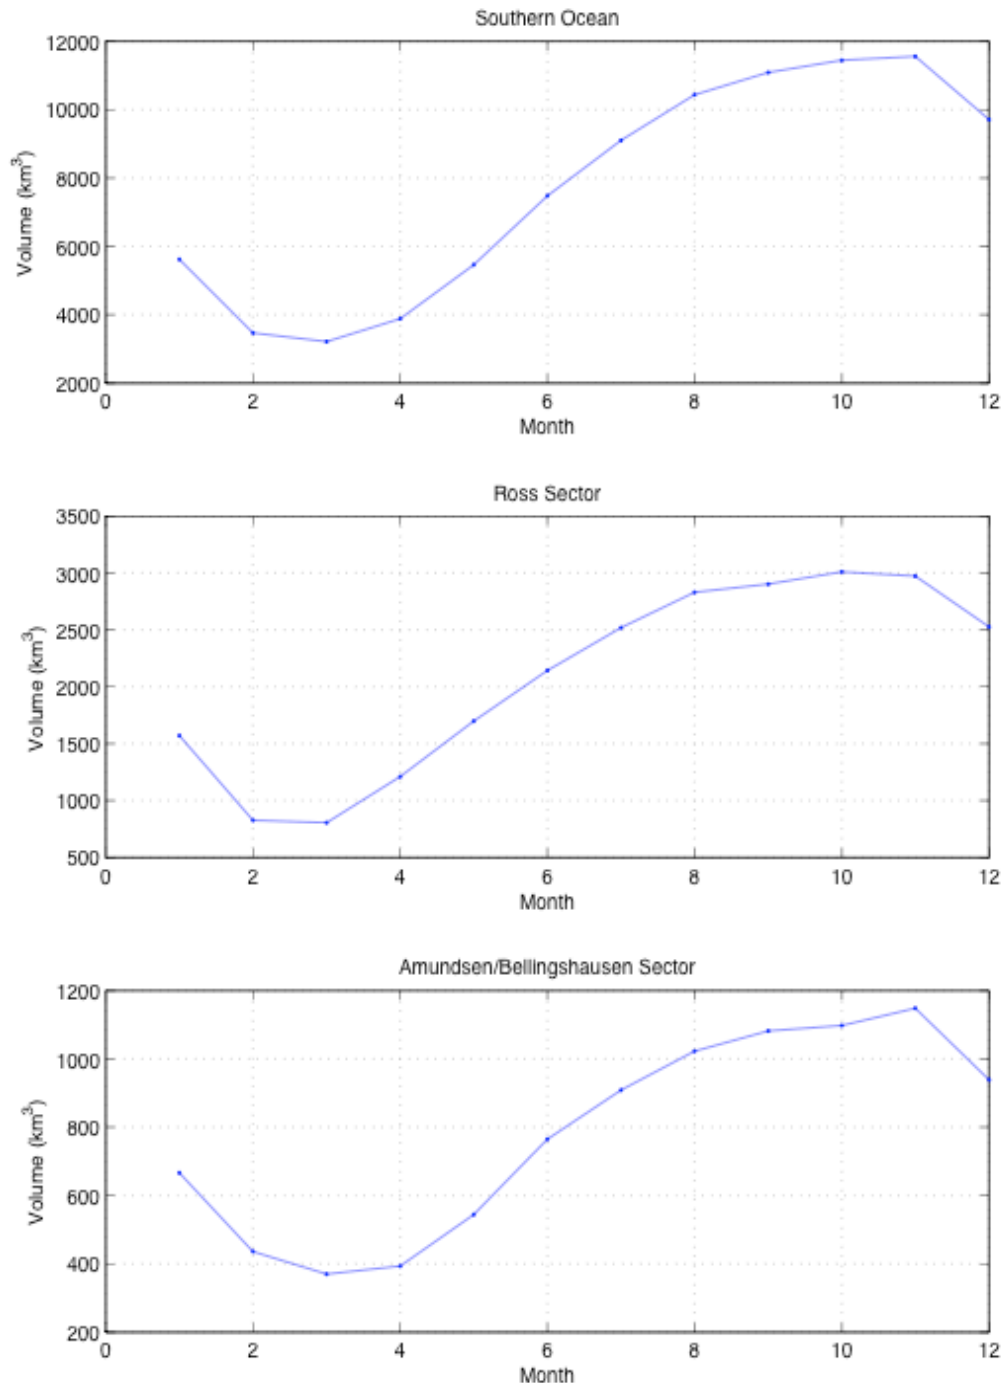 Southern Ocean
12000
10000
8000
6000
4000
2000
Volume (km³)
0 2 4 6 8 10 12
Month
Ross Sector
3500
3000
2500
2000
1500
1000
500
Volume (km³)
0 2 4 6 8 10 12
Month
Amundsen/Bellingshausen Sector
1200
1000
800
600
400
200
Volume (km³)
0 2 4 6 8 10 12
Month